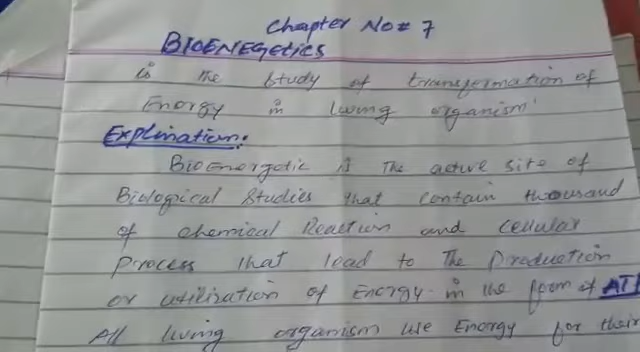 Chapter No# 7
BIOENEGETICS
is the study of transformation of
Energy in living organism'
Explination:
BioEnergetic is The active site of
Biological Studies that contain thousand
of chemical Reaction and cellular
Process that lead to The Production
or utilization of Energy in the form of ATP
All living organism use Energy for their